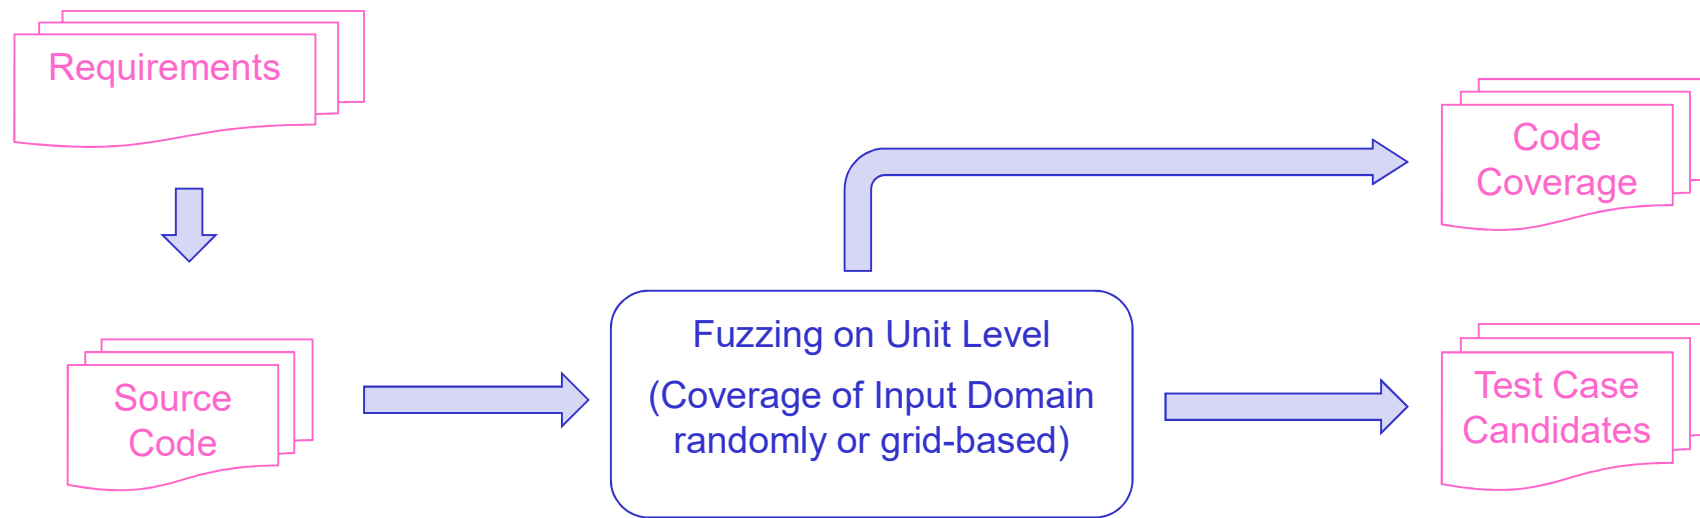 Requirements
Code
Coverage
Source
Code
Fuzzing on Unit Level
(Coverage of Input Domain
randomly or grid-based)
Test Case
Candidates